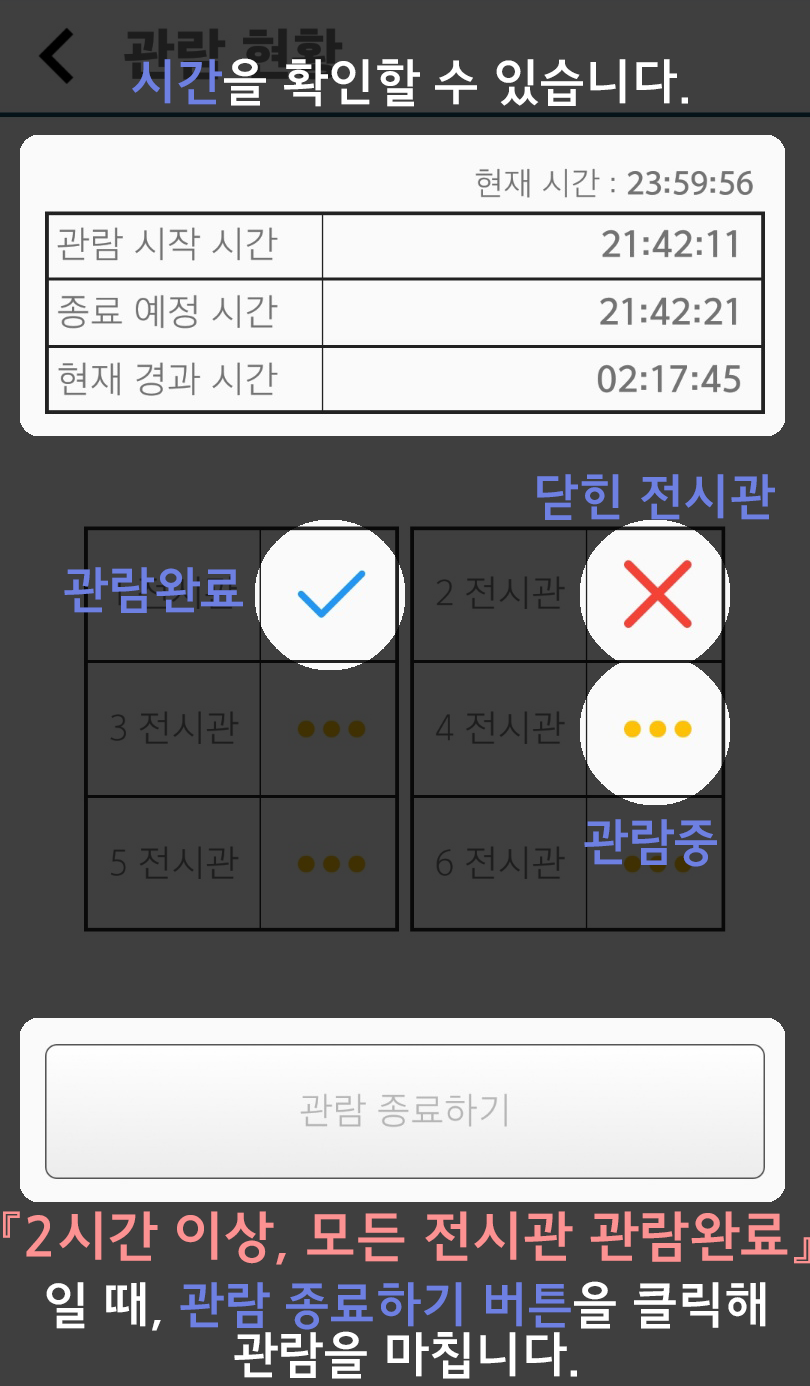 관람 현황
시간을 확인할 수 있습니다.
현재 시간 : 23:59:56
관람 시작 시간 21:42:11
종료 예정 시간 21:42:21
현재 경과 시간 02:17:45
닫힌 전시관
관람완료
1 전시관 2 전시관
3 전시관 4 전시관
관람중
5 전시관 6 전시관
관람 종료하기
『2시간 이상, 모든 전시관 관람완료』
일 때, 관람 종료하기 버튼을 클릭해
관람을 마칩니다.